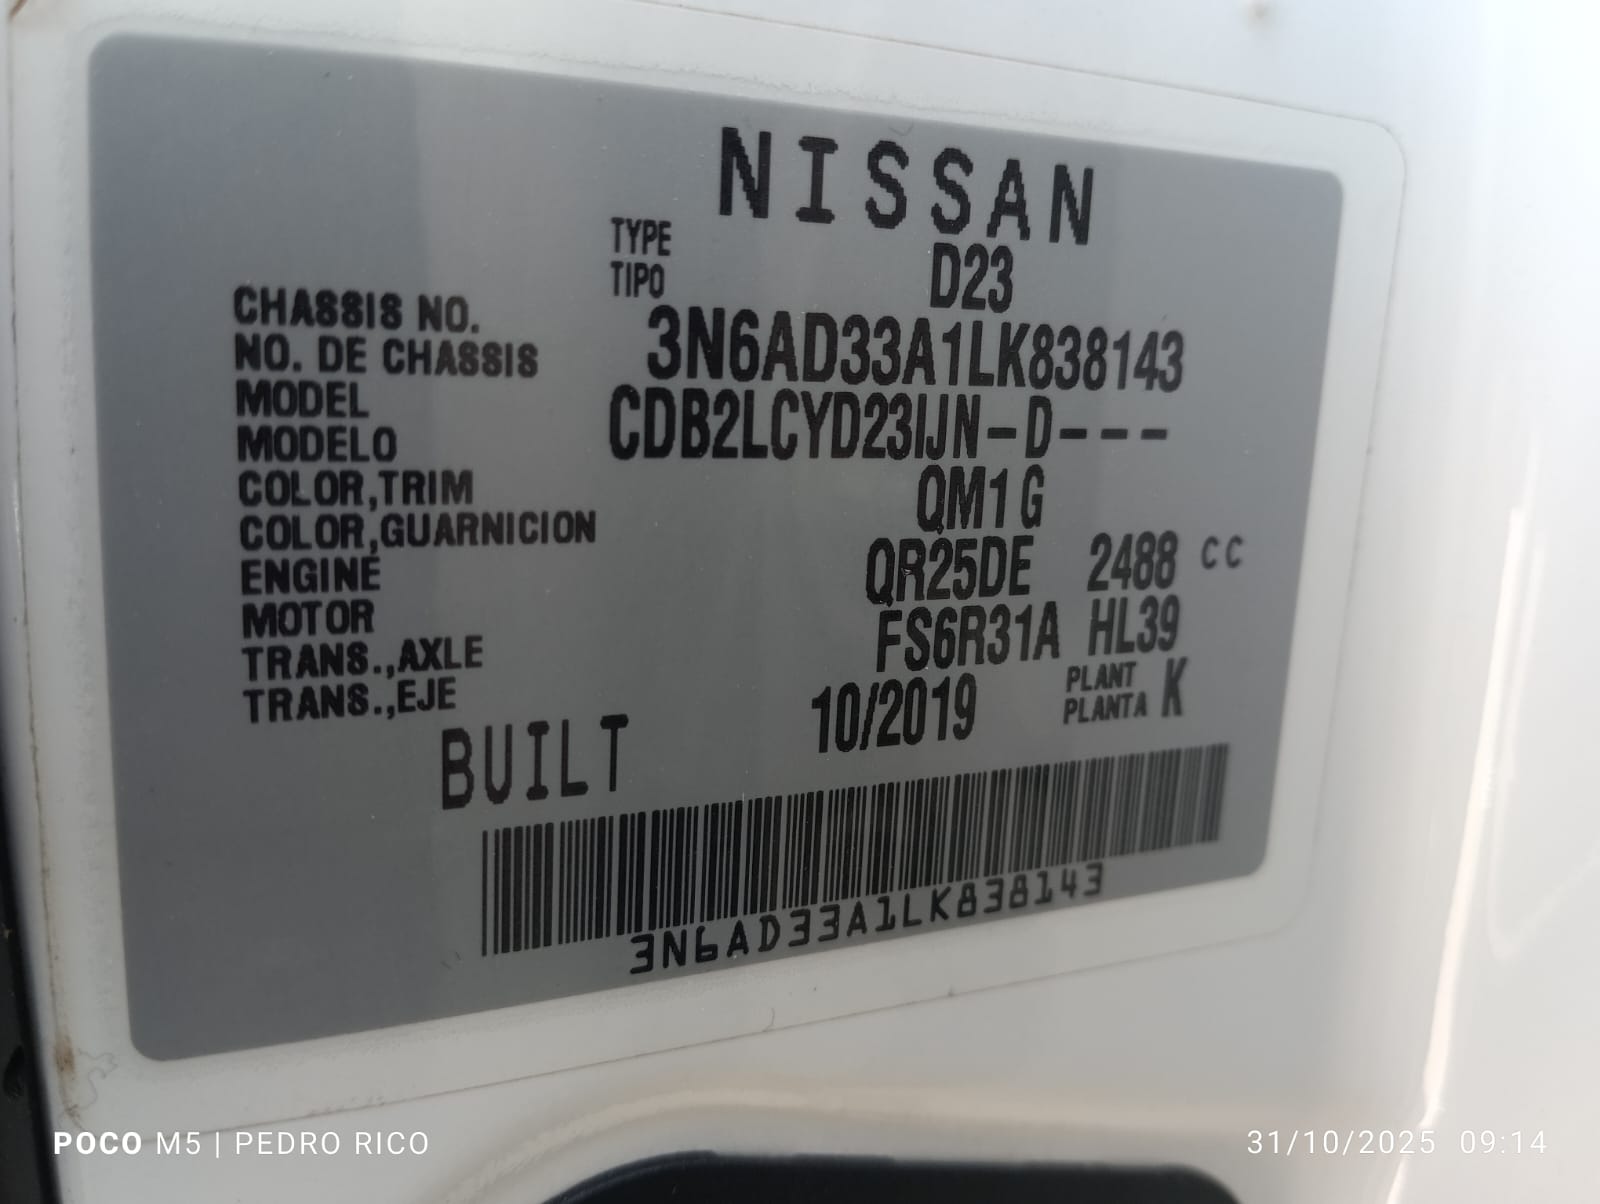 NISSAN
TYPE
TIPO
D23
CHASSIS NO.
NO. DE CHASSIS
3N6AD33A1LK838143
MODEL
MODELO
CDB2LCYD23IJN-D---
COLOR,TRIM
COLOR,GUARNICION
QM1 G
ENGINE
MOTOR
QR25DE 2488 CC
TRANS.,AXLE
TRANS.,EJE
FS6R31A HL39
BUILT 10/2019
PLANT
PLANTA K
3N6AD33A1LK838143
POCO M5 | PEDRO RICO
31/10/2025 09:14